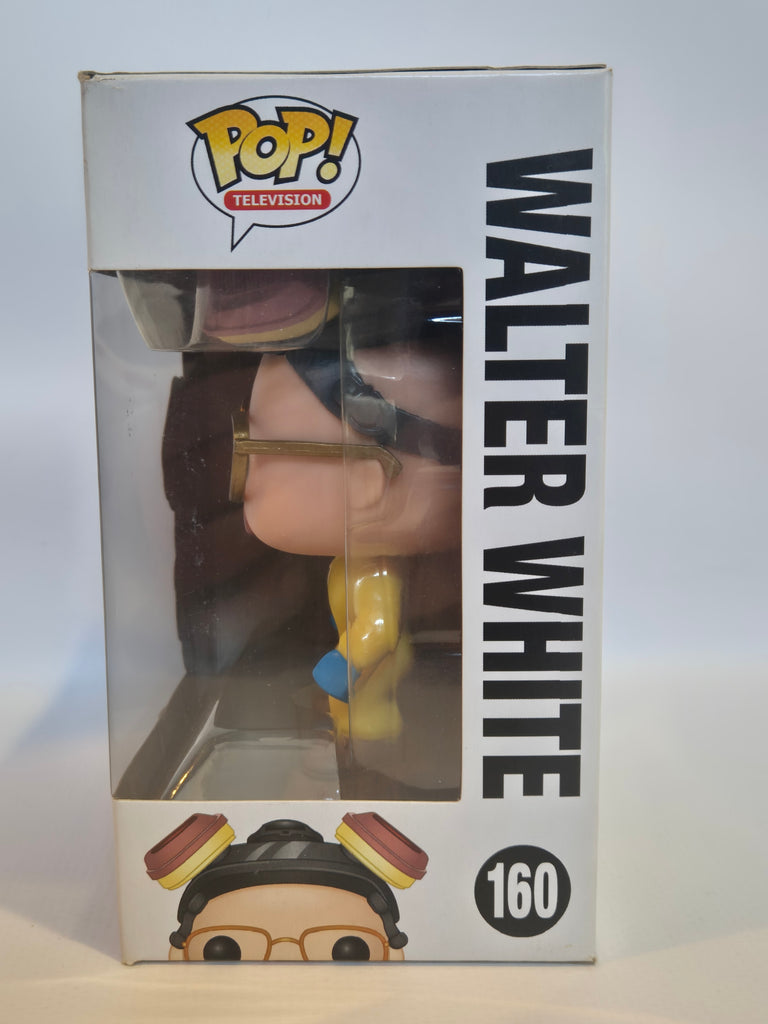 POP!
TELEVISION
WALTER WHITE
160